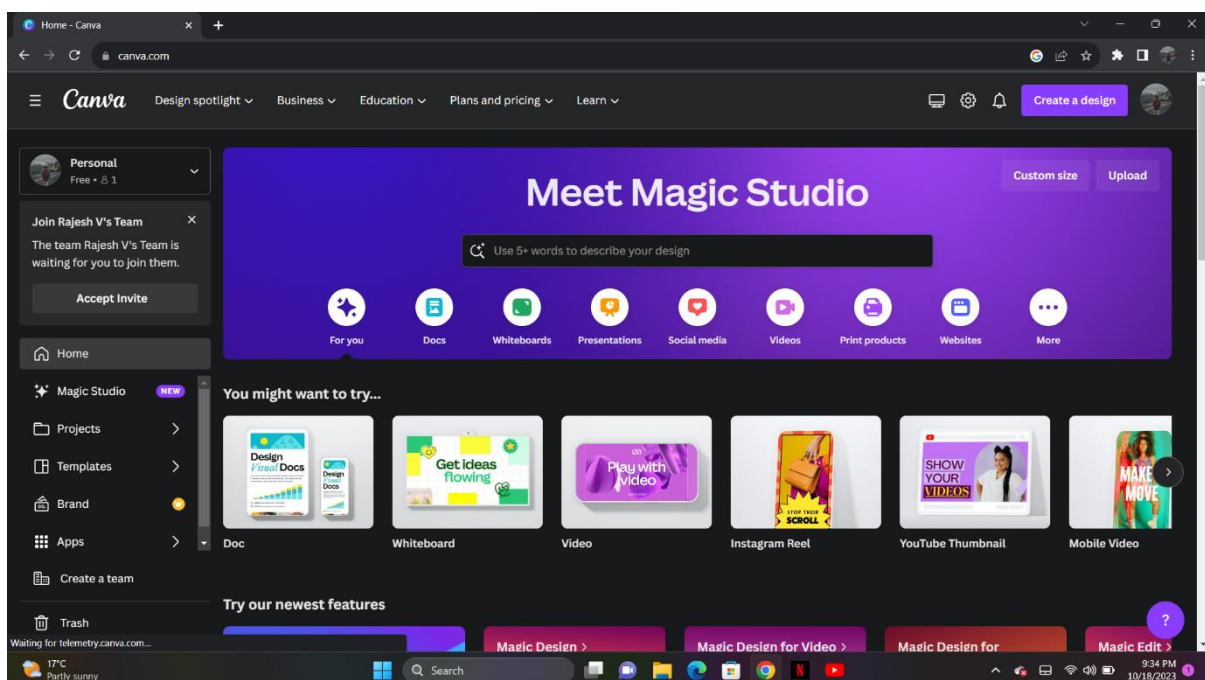 Home - Canva
canva.com
Canva
Design spotlight
Business
Education
Plans and pricing
Learn
Create a design
Personal
Free • 1
Join Rajesh V's Team
The team Rajesh V's Team is
waiting for you to join them.
Accept Invite
Home
Magic Studio NEW
Projects
Templates
Brand
Apps
Create a team
Trash
Waiting for telemetry.canva.com...
Meet Magic Studio
Custom size
Upload
Use 5+ words to describe your design
For you
Docs
Whiteboards
Presentations
Social media
Videos
Print products
Websites
More
You might want to try...
Design
Visual Docs
Design
Visual
Docs
Get ideas
flowing
Play with
video
STOP THEIR
SCROLL
SHOW
YOUR
VIDEOS
MAKE
MOVE
Doc
Whiteboard
Video
Instagram Reel
YouTube Thumbnail
Mobile Video
Try our newest features
Magic Design >
Magic Design for Video >
Magic Design for
Magic Edit >
?
17°C
Partly sunny
Search
9:34 PM
10/18/2023
1